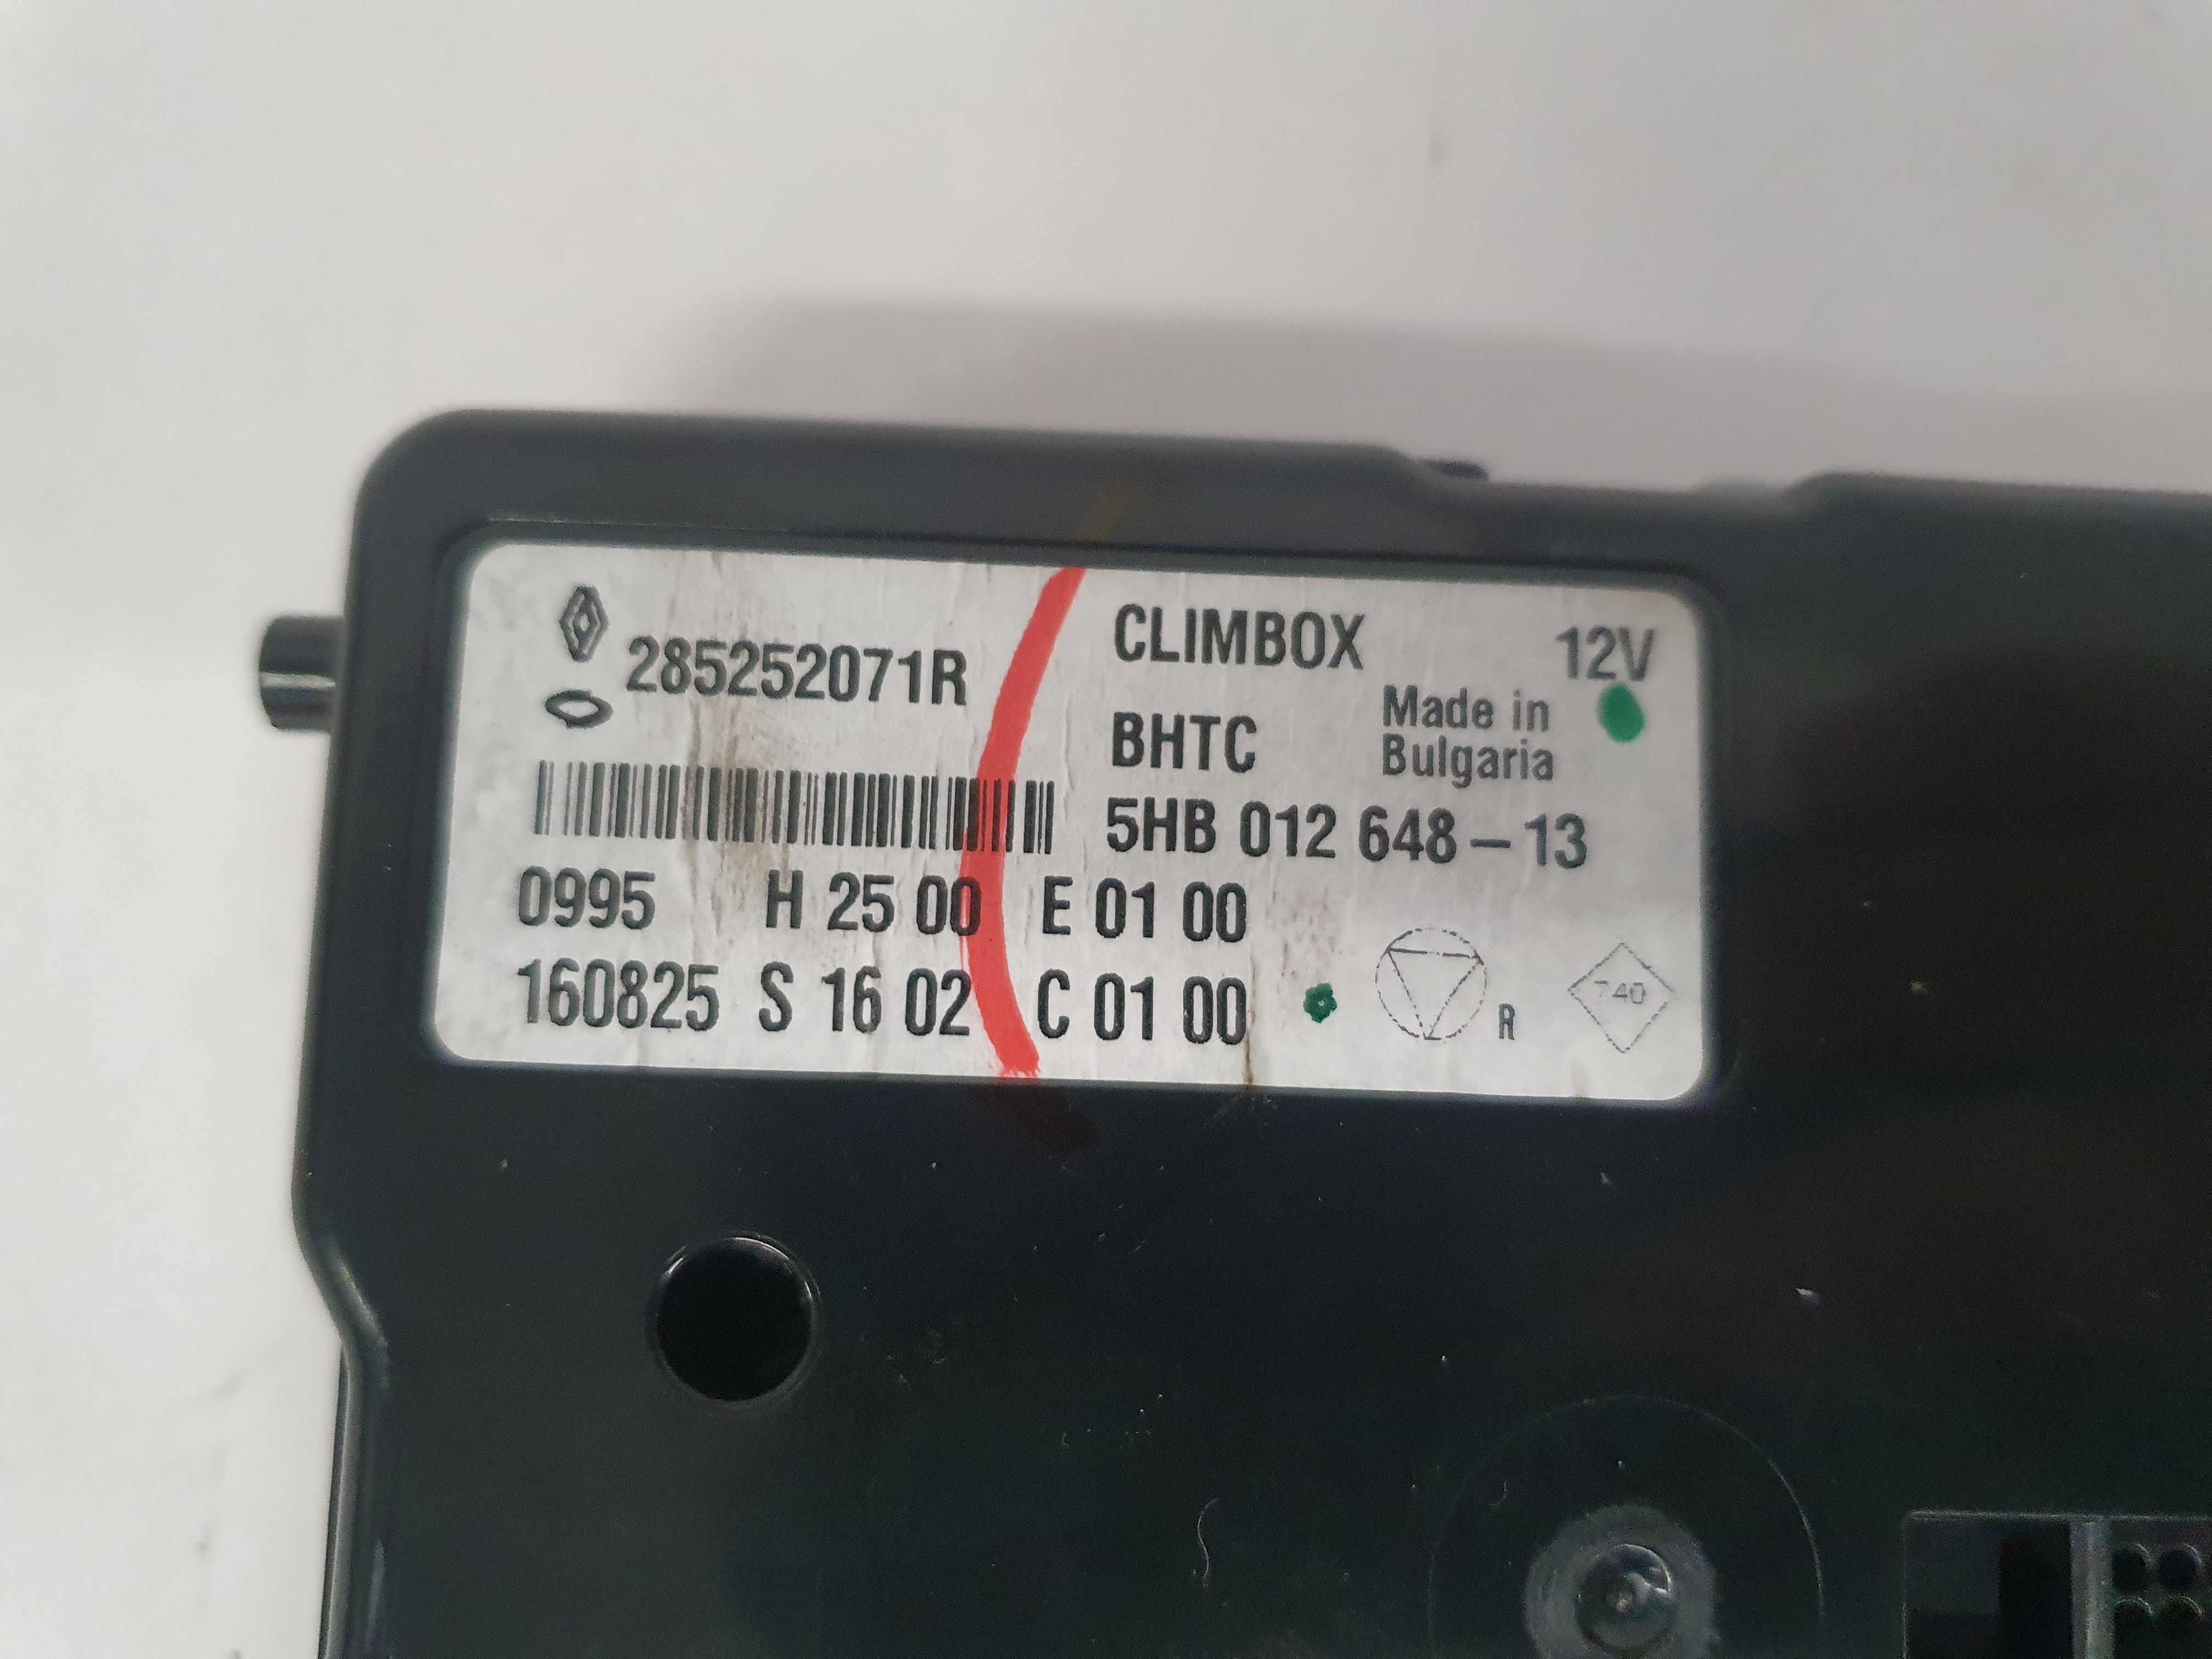 285252071R
CLIMBOX 12V
BHTC Made in
Bulgaria
5HB 012 648-13
0995 H 25 00 E 01 00
160825 S 16 02 C 01 00
R 740